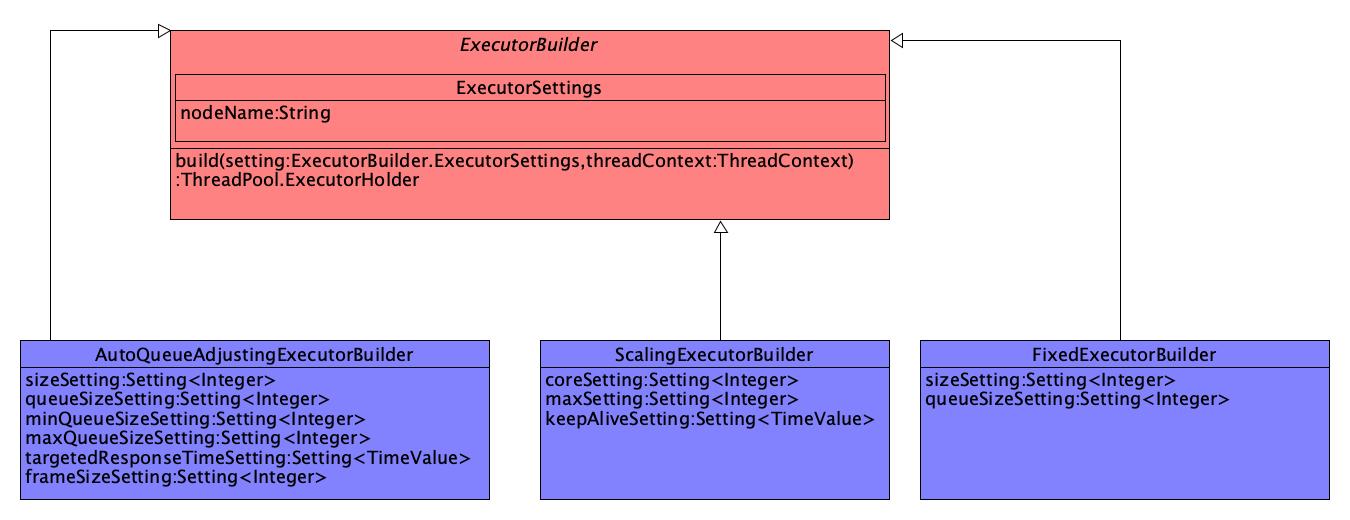 ExecutorBuilder
ExecutorSettings
nodeName:String
build(setting:ExecutorBuilder.ExecutorSettings,threadContext:ThreadContext)
:ThreadPool.ExecutorHolder
AutoQueueAdjustingExecutorBuilder
sizeSetting:Setting<Integer>
queueSizeSetting:Setting<Integer>
minQueueSizeSetting:Setting<Integer>
maxQueueSizeSetting:Setting<Integer>
targetedResponseTimeSetting:Setting<TimeValue>
frameSizeSetting:Setting<Integer>
ScalingExecutorBuilder
coreSetting:Setting<Integer>
maxSetting:Setting<Integer>
keepAliveSetting:Setting<TimeValue>
FixedExecutorBuilder
sizeSetting:Setting<Integer>
queueSizeSetting:Setting<Integer>